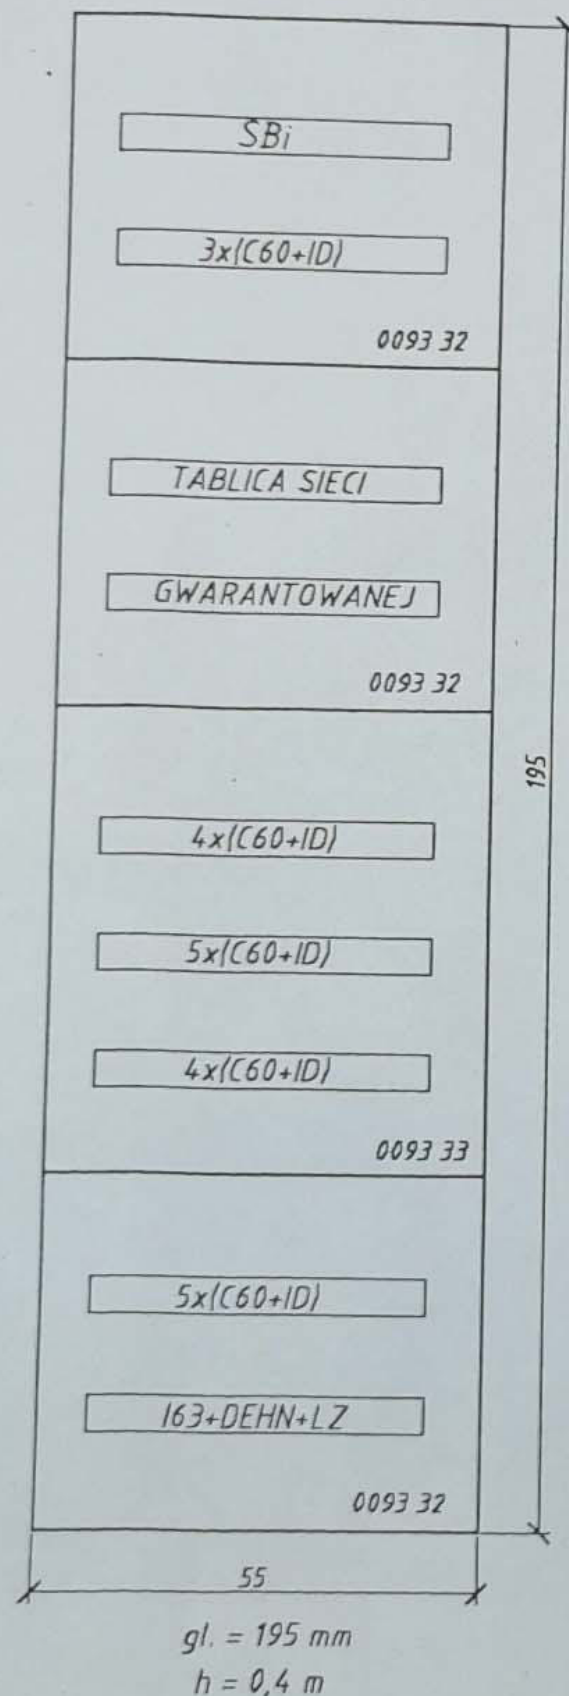 SBi
3x(C60+ID)
0093 32
TABLICA SIECI
GWARANTOWANEJ
0093 32
195
4x(C60+ID)
5x(C60+ID)
4x(C60+ID)
0093 33
5x(C60+ID)
163+DEHN+LZ
0093 32
55
gl. = 195 mm
h = 0,4 m